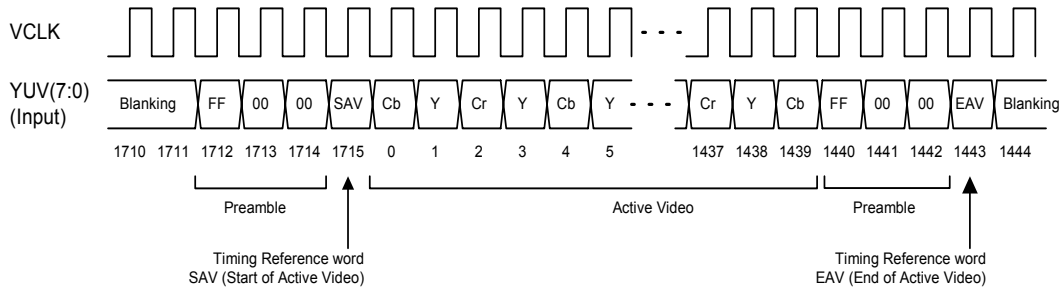 VCLK
YUV(7:0)
(Input)
Blanking FF 00 00 SAV Cb Y Cr Y Cb Y Cr Y Cb FF 00 00 EAV Blanking
1710 1711 1712 1713 1714 1715 0 1 2 3 4 5 1437 1438 1439 1440 1441 1442 1443 1444
Preamble Active Video Preamble
Timing Reference word Timing Reference word
SAV (Start of Active Video) EAV (End of Active Video)